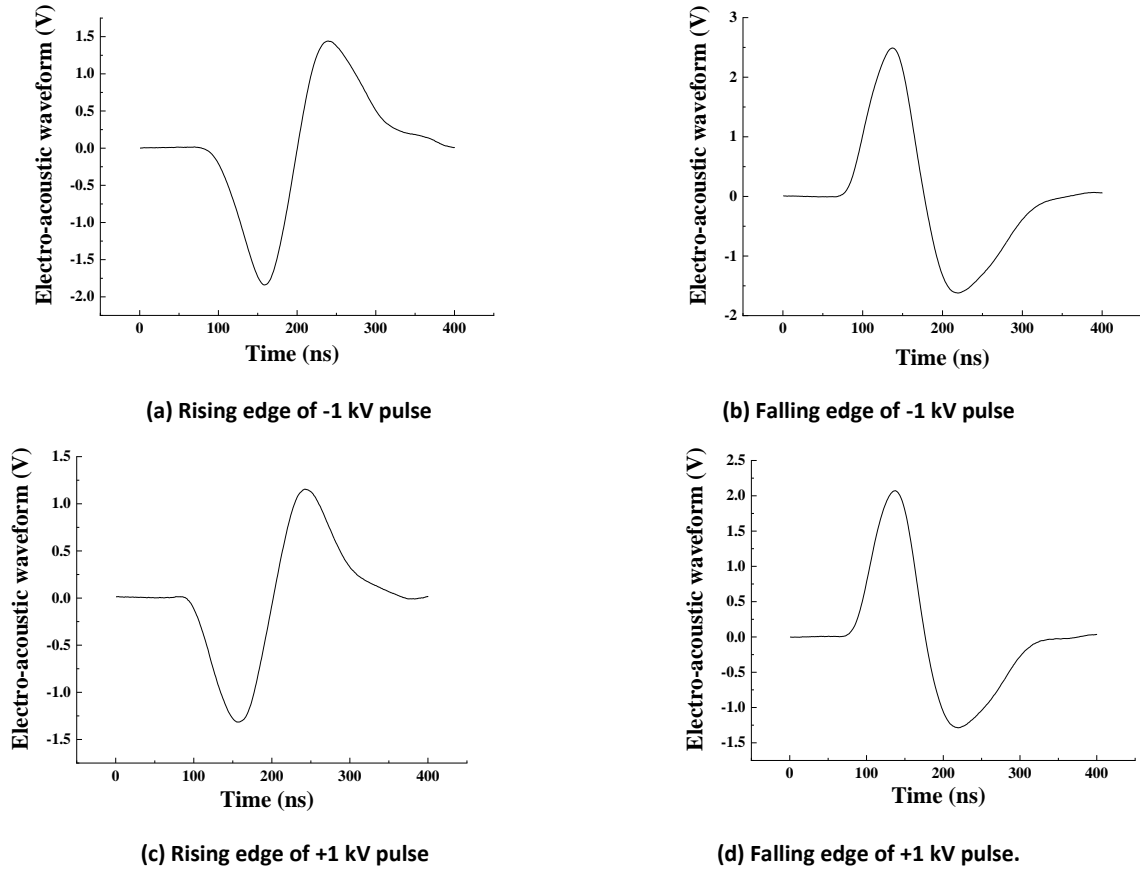 Electro-acoustic waveform (V)
1.5
1.0
0.5
0.0
-0.5
-1.0
-1.5
-2.0
0 100 200 300 400
Time (ns)
(a) Rising edge of -1 kV pulse
Electro-acoustic waveform (V)
3
2
1
0
-1
-2
0 100 200 300 400
Time (ns)
(b) Falling edge of -1 kV pulse
Electro-acoustic waveform (V)
1.5
1.0
0.5
0.0
-0.5
-1.0
-1.5
0 100 200 300 400
Time (ns)
(c) Rising edge of +1 kV pulse
Electro-acoustic waveform (V)
2.5
2.0
1.5
1.0
0.5
0.0
-0.5
-1.0
-1.5
0 100 200 300 400
Time (ns)
(d) Falling edge of +1 kV pulse.